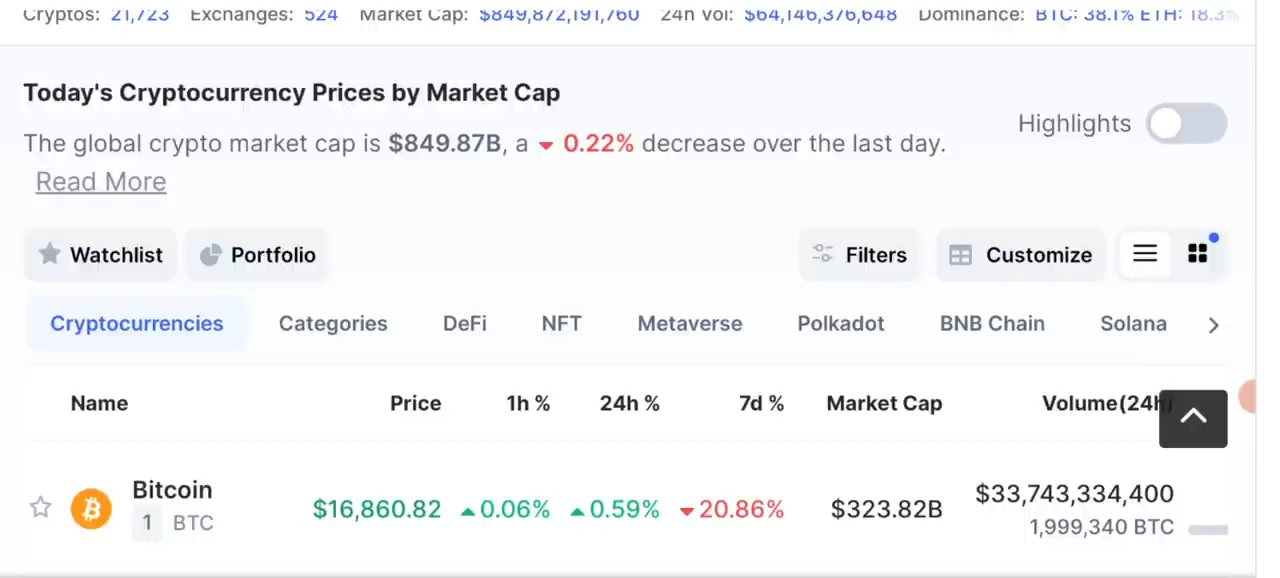 Cryptos: 21,723 Exchanges: 524 Market Cap: $849,872,191,760 24h Vol: $64,146,376,648 Dominance: BTC: 38.1% ETH: 18.3%
Today's Cryptocurrency Prices by Market Cap
The global crypto market cap is $849.87B, a 0.22% decrease over the last day.
Read More
Highlights
Watchlist Portfolio Filters Customize
Cryptocurrencies Categories DeFi NFT Metaverse Polkadot BNB Chain Solana
Name Price 1h % 24h % 7d % Market Cap Volume(24h)
Bitcoin
1 BTC
$16,860.82 0.06% 0.59% 20.86% $323.82B
$33,743,334,400
1,999,340 BTC